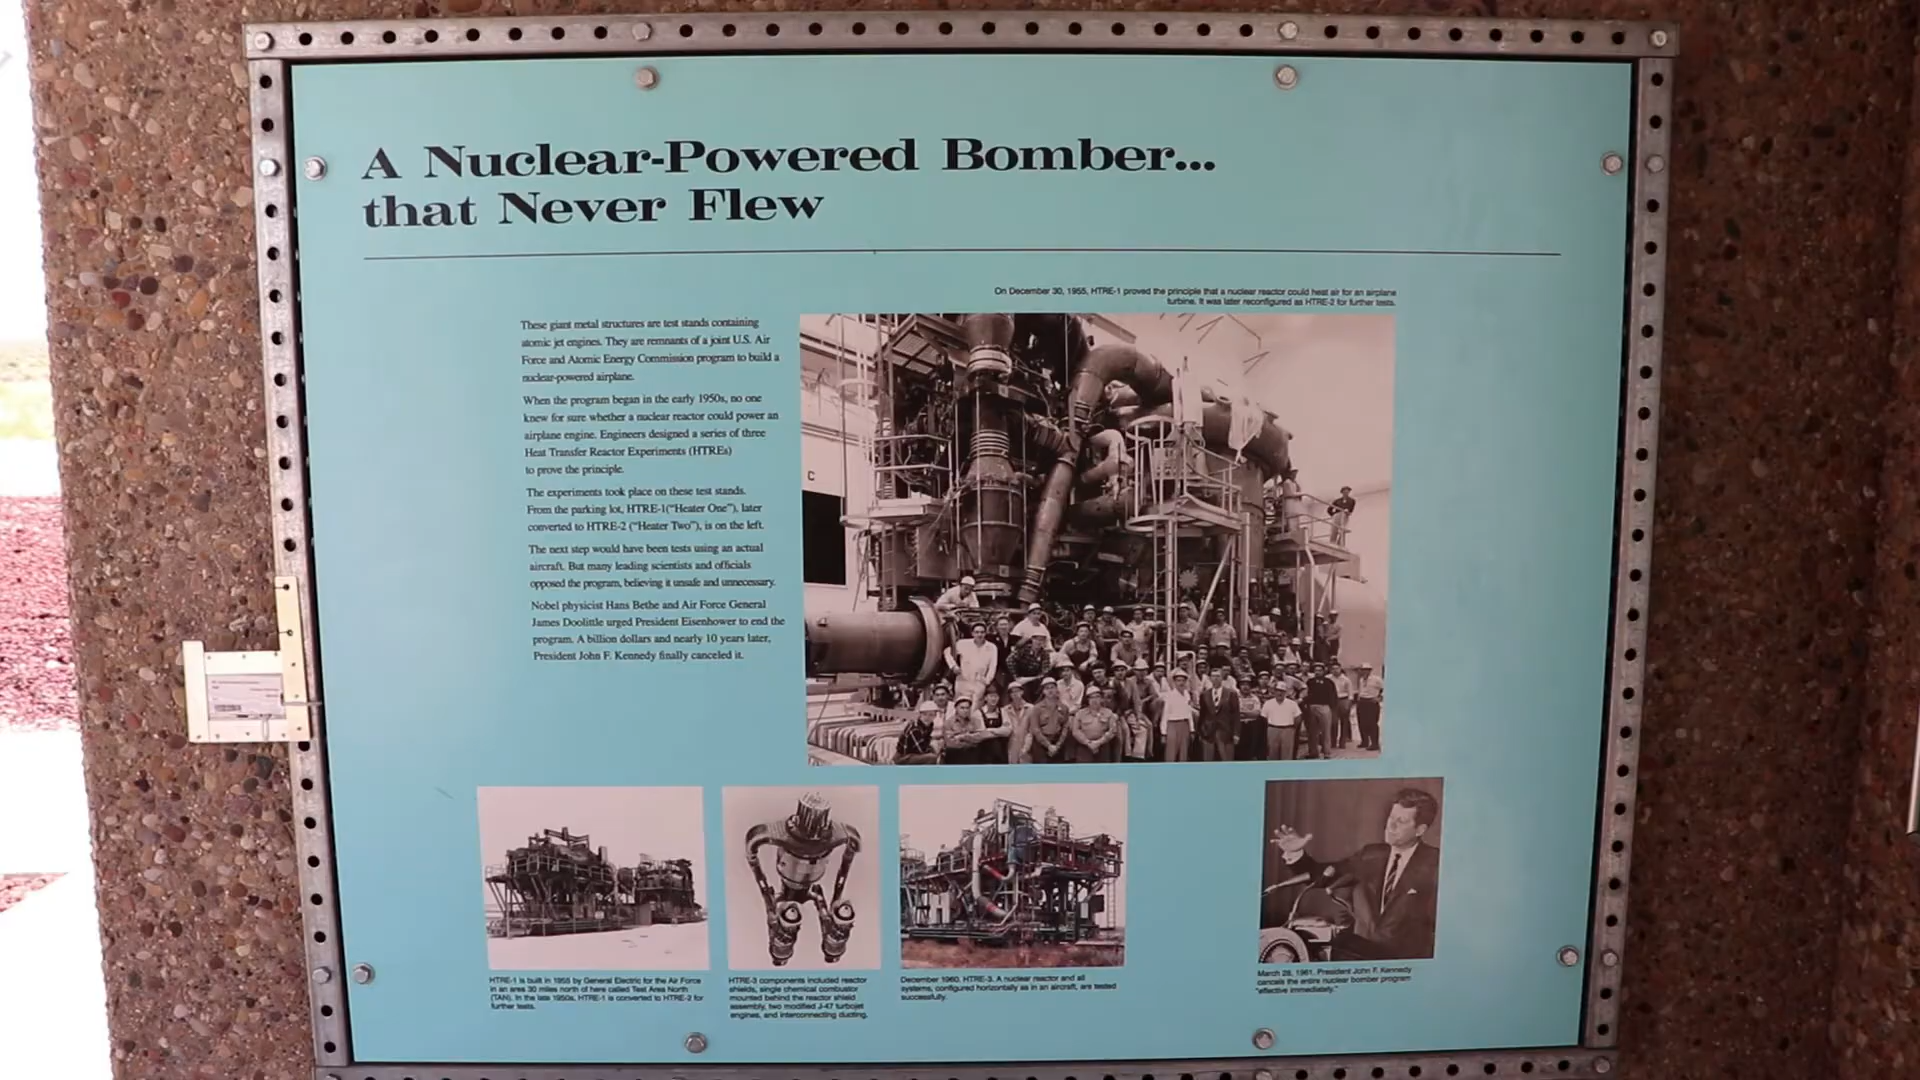 A Nuclear-Powered Bomber...
that Never Flew
On December 30, 1955, HTRE-1 proved the principle that a nuclear reactor could heat air for an airplane
turbine. It was later reconfigured as HTRE-2 for further tests.
These giant metal structures are test stands containing
atomic jet engines. They are remnants of a joint U.S. Air
Force and Atomic Energy Commission program to build a
nuclear-powered airplane.
When the program began in the early 1950s, no one
knew for sure whether a nuclear reactor could power an
airplane engine. Engineers designed a series of three
Heat Transfer Reactor Experiments (HTREs)
to prove the principle.
The experiments took place on these test stands.
From the parking lot, HTRE-1("Heater One"), later
converted to HTRE-2 ("Heater Two"), is on the left.
The next step would have been tests using an actual
aircraft. But many leading scientists and officials
opposed the program, believing it unsafe and unnecessary.
Nobel physicist Hans Bethe and Air Force General
James Doolittle urged President Eisenhower to end the
program. A billion dollars and nearly 10 years later,
President John F. Kennedy finally canceled it.
C
HTRE-1 is built in 1955 by General Electric for the Air Force
in an area 30 miles north of here called Test Area North
(TAN). In the late 1950s, HTRE-1 is converted to HTRE-2 for
further tests.
HTRE-3 components included reactor
shields, single chemical combustor
mounted behind the reactor shield
assembly, two modified J-47 turbojet
engines, and interconnecting ducting.
December 1960. HTRE-3. A nuclear reactor and all
systems, configured horizontally as in an aircraft, are tested
successfully.
March 28, 1961. President John F. Kennedy
cancels the entire nuclear bomber program
"effective immediately."